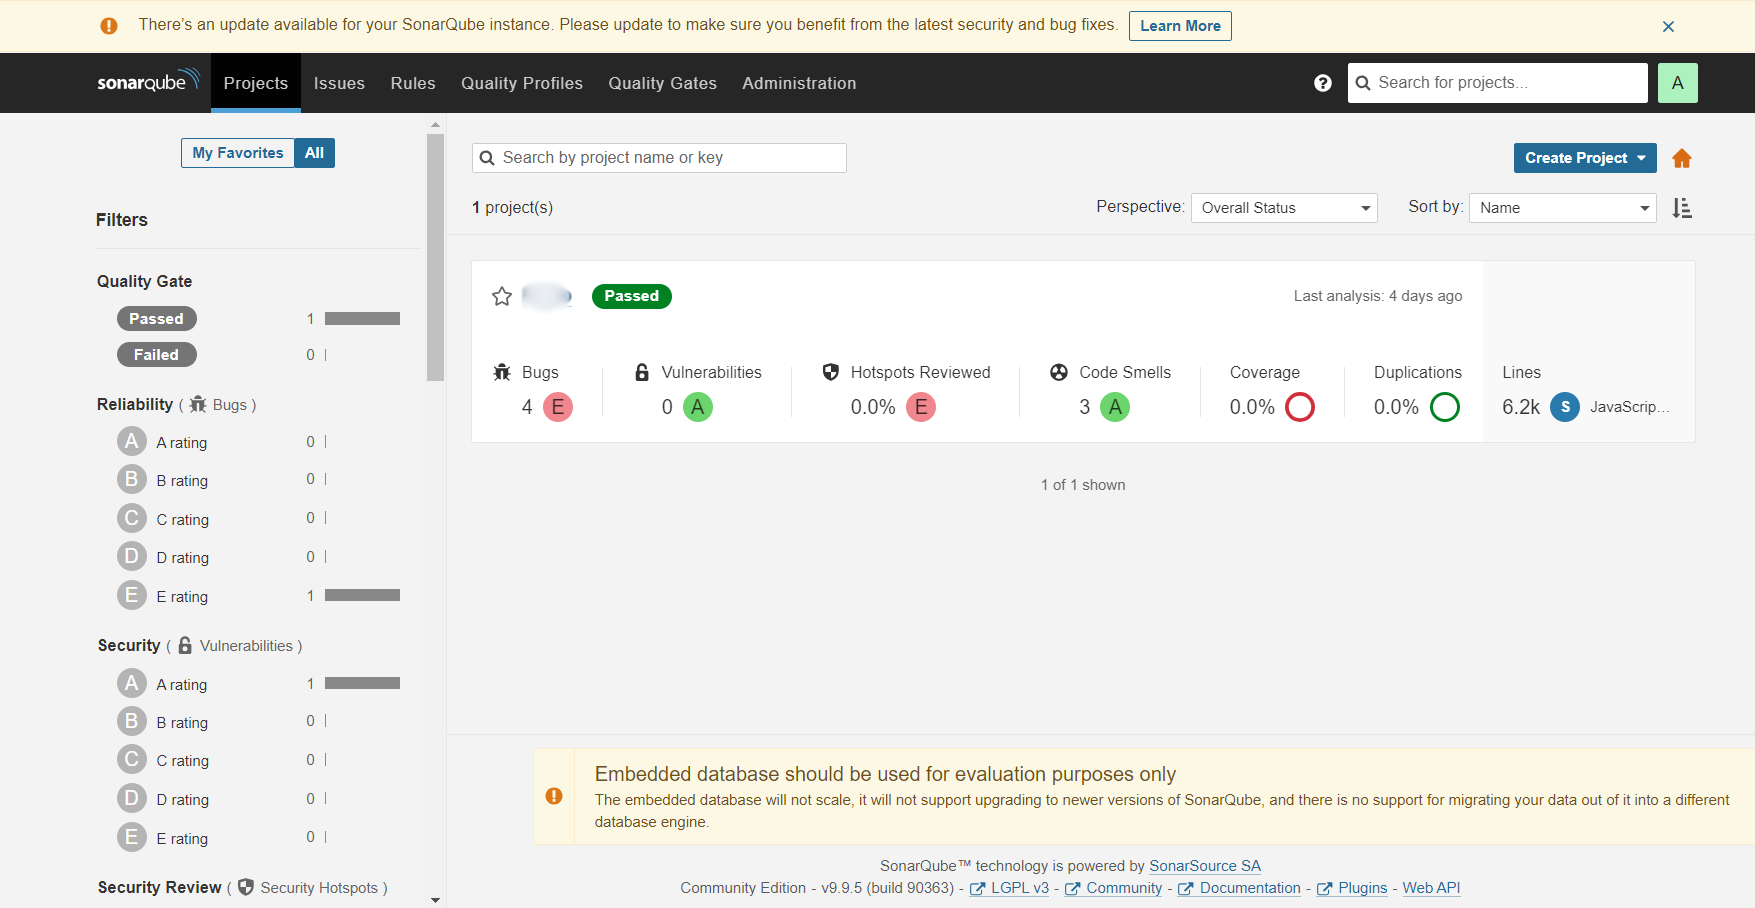 There's an update available for your SonarQube instance. Please update to make sure you benefit from the latest security and bug fixes. Learn More
sonarqube Projects Issues Rules Quality Profiles Quality Gates Administration Search for projects... A
My Favorites All
Filters
Quality Gate
Passed 1
Failed 0
Reliability ( Bugs )
A A rating 0
B B rating 0
C C rating 0
D D rating 0
E E rating 1
Security ( Vulnerabilities )
A A rating 1
B B rating 0
C C rating 0
D D rating 0
E E rating 0
Security Review ( Security Hotspots )
Search by project name or key
Create Project
1 project(s)
Perspective: Overall Status
Sort by: Name
Passed
Last analysis: 4 days ago
Bugs Vulnerabilities Hotspots Reviewed Code Smells Coverage Duplications Lines
4 E 0 A 0.0% E 3 A 0.0% 0.0% 6.2k S JavaScrip...
1 of 1 shown
Embedded database should be used for evaluation purposes only
The embedded database will not scale, it will not support upgrading to newer versions of SonarQube, and there is no support for migrating your data out of it into a different
database engine.
SonarQube™ technology is powered by SonarSource SA
Community Edition - v9.9.5 (build 90363) - LGPL v3 - Community - Documentation - Plugins - Web API